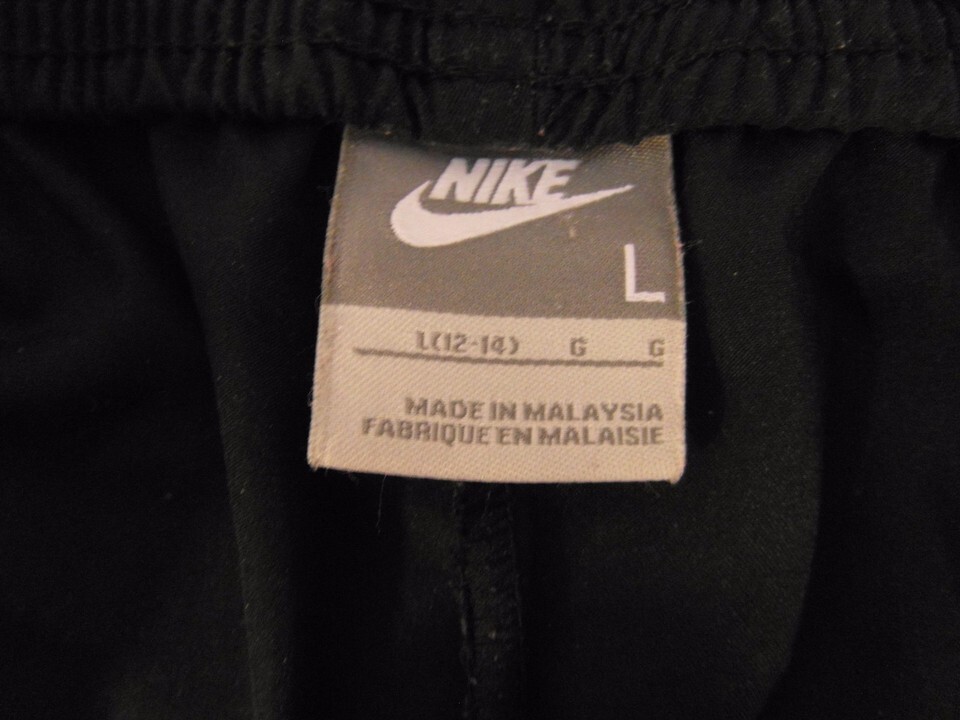 NIKE
L
L(12-14) G G
MADE IN MALAYSIA
FABRIQUE EN MALAISIE